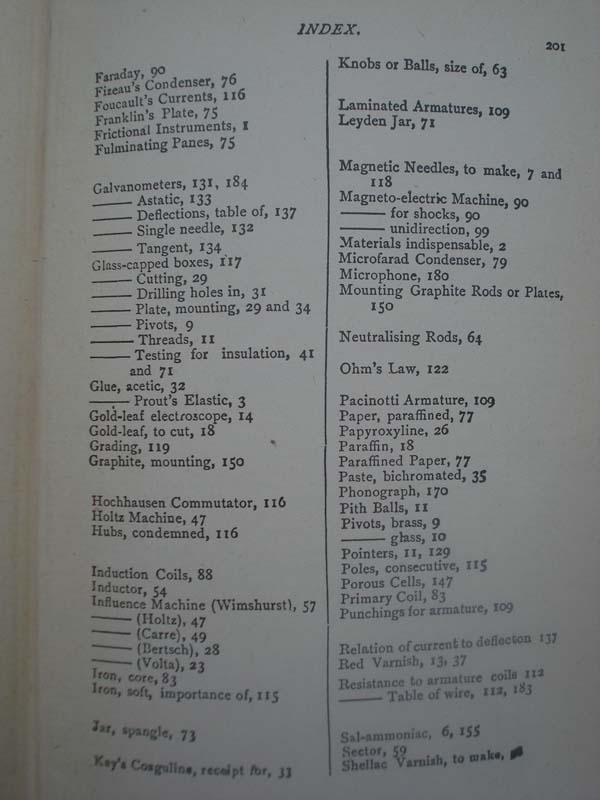 INDEX.
201
Faraday, 90
Fizeau's Condenser, 76
Foucault's Currents, 116
Franklin's Plate, 75
Frictional Instruments, 1
Fulminating Panes, 75
Galvanometers, 131, 184
——— Astatic, 133
——— Deflections, table of, 137
——— Single needle, 132
——— Tangent, 134
Glass-capped boxes, 117
——— Cutting, 29
——— Drilling holes in, 31
——— Plate, mounting, 29 and 34
——— Pivots, 9
——— Threads, 11
——— Testing for insulation, 41
and 71
Glue, acetic, 32
——— Prout's Elastic, 3
Gold-leaf electroscope, 14
Gold-leaf, to cut, 18
Grading, 119
Graphite, mounting, 150
Hochhausen Commutator, 116
Holtz Machine, 47
Hubs, condemned, 116
Induction Coils, 88
Inductor, 54
Influence Machine (Wimshurst), 57
——— (Holtz), 47
——— (Carre), 49
——— (Bertsch), 28
——— (Volta), 23
Iron, core, 83
Iron, soft, importance of, 115
Jar, spangle, 73
Kay's Coaguline, receipt for, 33
Knobs or Balls, size of, 63
Laminated Armatures, 109
Leyden Jar, 71
Magnetic Needles, to make, 7 and
118
Magneto-electric Machine, 90
——— for shocks, 90
——— unidirection, 99
Materials indispensable, 2
Microfarad Condenser, 79
Microphone, 180
Mounting Graphite Rods or Plates,
150
Neutralising Rods, 64
Ohm's Law, 122
Pacinotti Armature, 109
Paper, paraffined, 77
Papyroxyline, 26
Paraffin, 18
Paraffined Paper, 77
Paste, bichromated, 35
Phonograph, 170
Pith Balls, 11
Pivots, brass, 9
——— glass, 10
Pointers, 11, 129
Poles, consecutive, 115
Porous Cells, 147
Primary Coil, 83
Punchings for armature, 109
Relation of current to deflecton 137
Red Varnish, 13, 37
Resistance to armature coils 112
——— Table of wire, 112, 183
Sal-ammoniac, 6, 155
Sector, 59
Shellac Varnish, to make,